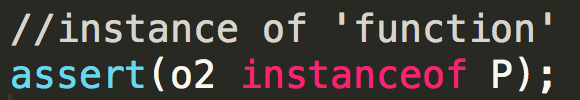 //instance of 'function'
assert(o2 instanceof P);